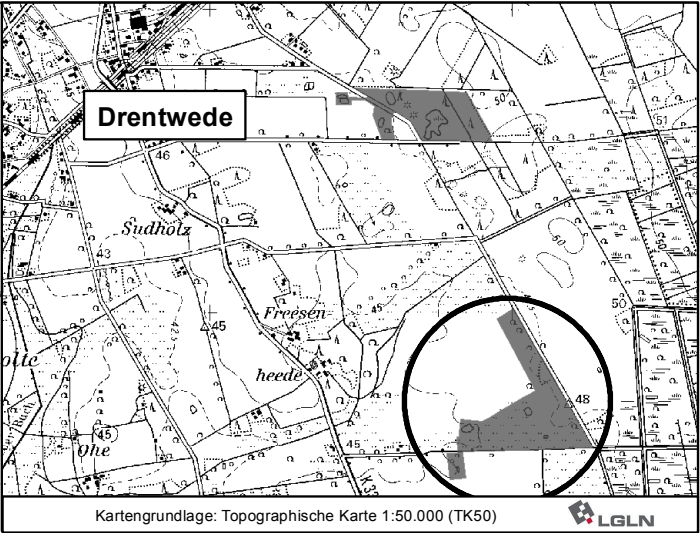 50
51
Drentwede
46
Sudholz
43
60
50
Freesen
45
45
heede
48
45
Ohe
45
Kartengrundlage: Topographische Karte 1:50.000 (TK50)
LGLN